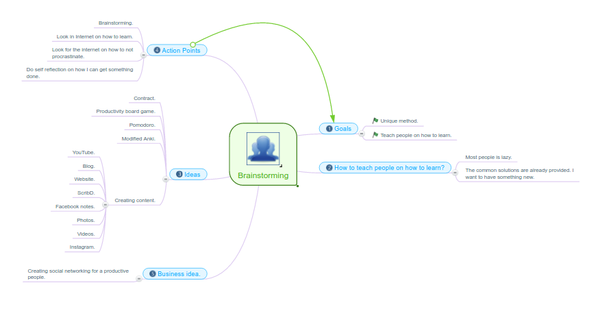 Brainstorming
1 Goals
Unique method.
Teach people on how to learn.
2 How to teach people on how to learn?
Most people is lazy.
The common solutions are already provided. I
want to have something new.
3 Ideas
Contract.
Productivity board game.
Pomodoro.
Modified Anki.
Creating content.
YouTube.
Blog.
Website.
ScribD.
Facebook notes.
Photos.
Videos.
Instagram.
4 Action Points
Brainstorming.
Look in internet on how to learn.
Look for the internet on how to not
procrastinate.
Do self reflection on how I can get something
done.
5 Business idea.
Creating social networking for a productive
people.